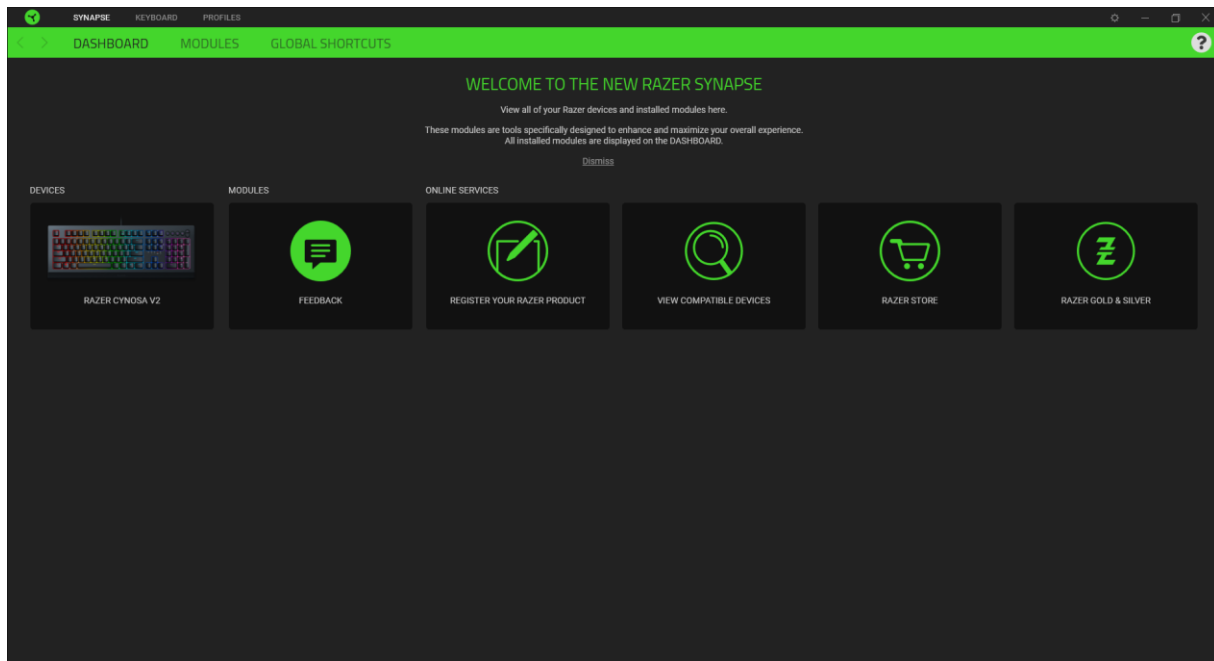 SYNAPSE KEYBOARD PROFILES
DASHBOARD MODULES GLOBAL SHORTCUTS
?
WELCOME TO THE NEW RAZER SYNAPSE
View all of your Razer devices and installed modules here.
These modules are tools specifically designed to enhance and maximize your overall experience.
All installed modules are displayed on the DASHBOARD.
Dismiss
DEVICES MODULES ONLINE SERVICES
RAZER CYNOSA V2 FEEDBACK REGISTER YOUR RAZER PRODUCT VIEW COMPATIBLE DEVICES RAZER STORE RAZER GOLD & SILVER